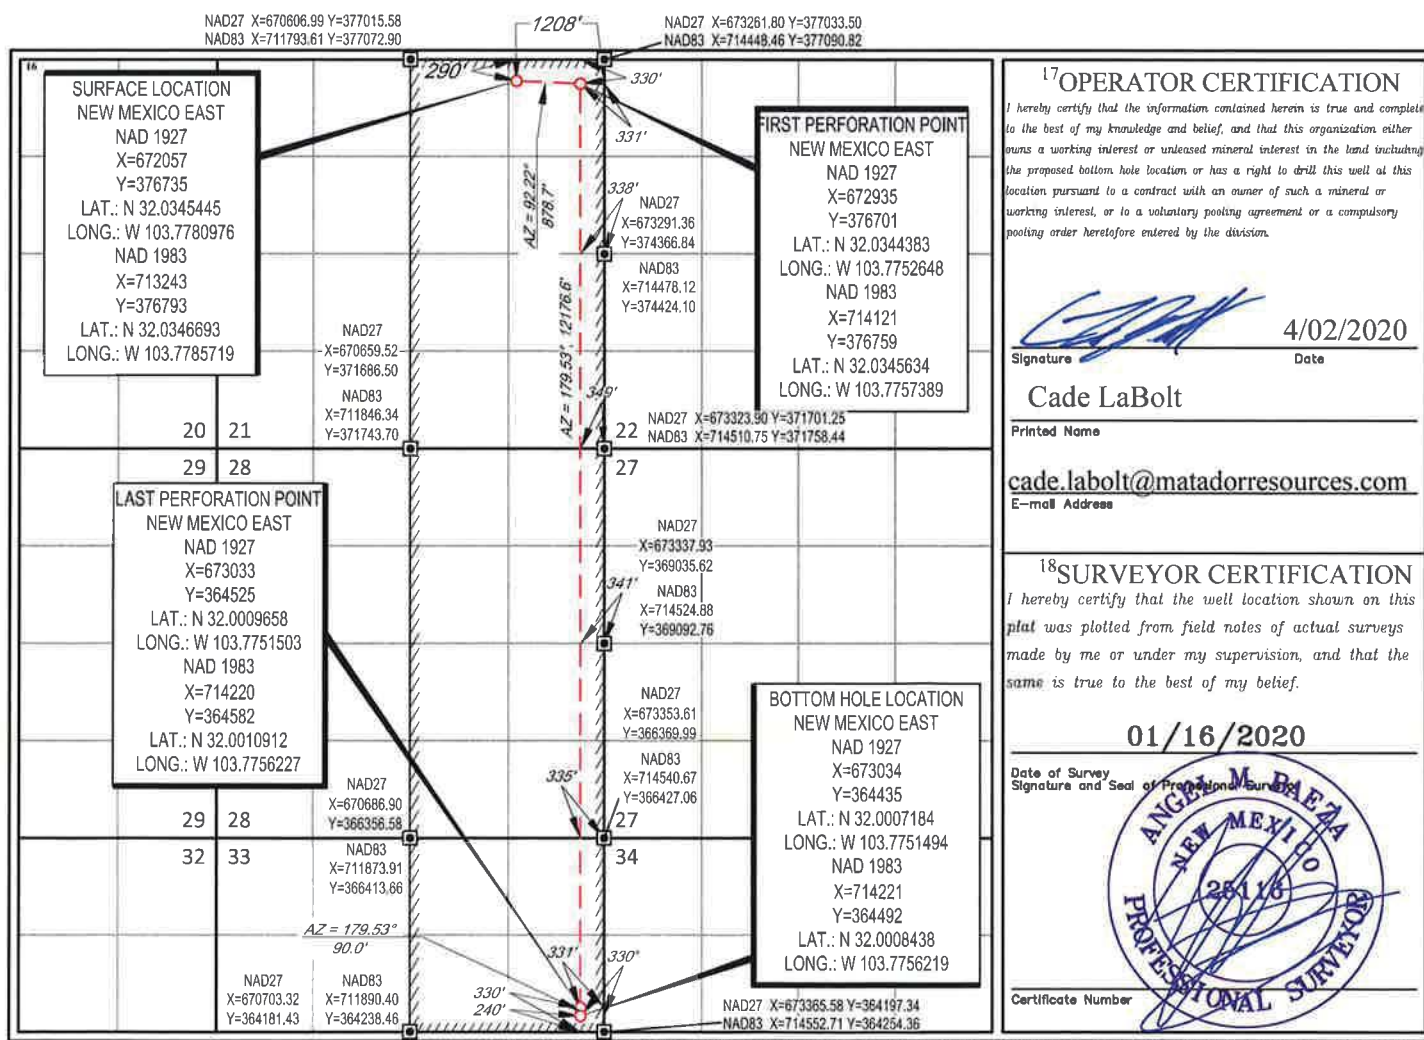 NAD27 X=670606.99 Y=377015.58
NAD83 X=711793.61 Y=377072.90
1208'
NAD27 X=673261.80 Y=377033.50
NAD83 X=714448.46 Y=377090.82
16
SURFACE LOCATION
NEW MEXICO EAST
NAD 1927
X=672057
Y=376735
LAT.: N 32.0345445
LONG.: W 103.7780976
NAD 1983
X=713243
Y=376793
LAT.: N 32.0346693
LONG.: W 103.7785719
290'
330'
331'
AZ = 92.22°
878.7'
FIRST PERFORATION POINT
NEW MEXICO EAST
NAD 1927
X=672935
Y=376701
LAT.: N 32.0344383
LONG.: W 103.7752648
NAD 1983
X=714121
Y=376759
LAT.: N 32.0345634
LONG.: W 103.7757389
338'
NAD27
X=673291.36
Y=374366.84
NAD83
X=714478.12
Y=374424.10
AZ = 179.53°, 12176.6'
NAD27
X=670659.52
Y=371686.50
NAD83
X=711846.34
Y=371743.70
349'
NAD27 X=673323.90 Y=371701.25
NAD83 X=714510.75 Y=371758.44
20 21
29 28
22
27
LAST PERFORATION POINT
NEW MEXICO EAST
NAD 1927
X=673033
Y=364525
LAT.: N 32.0009658
LONG.: W 103.7751503
NAD 1983
X=714220
Y=364582
LAT.: N 32.0010912
LONG.: W 103.7756227
NAD27
X=673337.93
Y=369035.62
341'
NAD83
X=714524.88
Y=369092.76
NAD27
X=673353.61
Y=366369.99
NAD83
X=714540.67
Y=366427.06
335'
NAD27
X=670686.90
Y=366356.58
NAD83
X=711873.91
Y=366413.66
29 28
32 33
27
34
BOTTOM HOLE LOCATION
NEW MEXICO EAST
NAD 1927
X=673034
Y=364435
LAT.: N 32.0007184
LONG.: W 103.7751494
NAD 1983
X=714221
Y=364492
LAT.: N 32.0008438
LONG.: W 103.7756219
AZ = 179.53°
90.0'
331'
330'
330'
240'
NAD27
X=670703.32
Y=364181.43
NAD83
X=711890.40
Y=364238.46
NAD27 X=673365.58 Y=364197.34
NAD83 X=714552.71 Y=364254.36
17OPERATOR CERTIFICATION
I hereby certify that the information contained herein is true and complete
to the best of my knowledge and belief, and that this organization either
owns a working interest or unleased mineral interest in the land including
the proposed bottom hole location or has a right to drill this well at this
location pursuant to a contract with an owner of such a mineral or
working interest, or to a voluntary pooling agreement or a compulsory
pooling order heretofore entered by the division.
4/02/2020
Signature Date
Cade LaBolt
Printed Name
cade.labolt@matadorresources.com
E-mail Address
18SURVEYOR CERTIFICATION
I hereby certify that the well location shown on this
plat was plotted from field notes of actual surveys
made by me or under my supervision, and that the
same is true to the best of my belief.
01/16/2020
Date of Survey
Signature and Seal of Professional Surveyor
ANGEL M. BAEZA
NEW MEXICO
25116
PROFESSIONAL SURVEYOR
Certificate Number